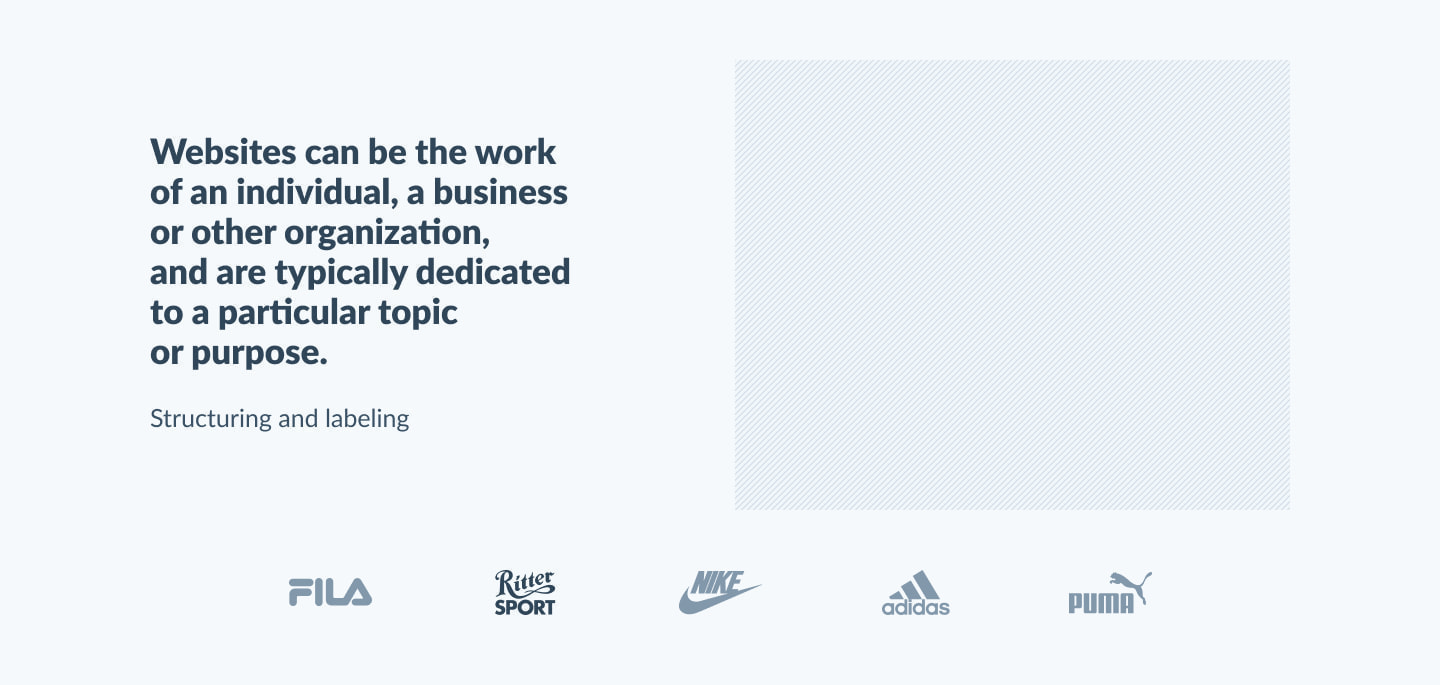 Websites can be the work
of an individual, a business
or other organization,
and are typically dedicated
to a particular topic
or purpose.
Structuring and labeling
FILA
Ritter
SPORT
NIKE
adidas
PUMA